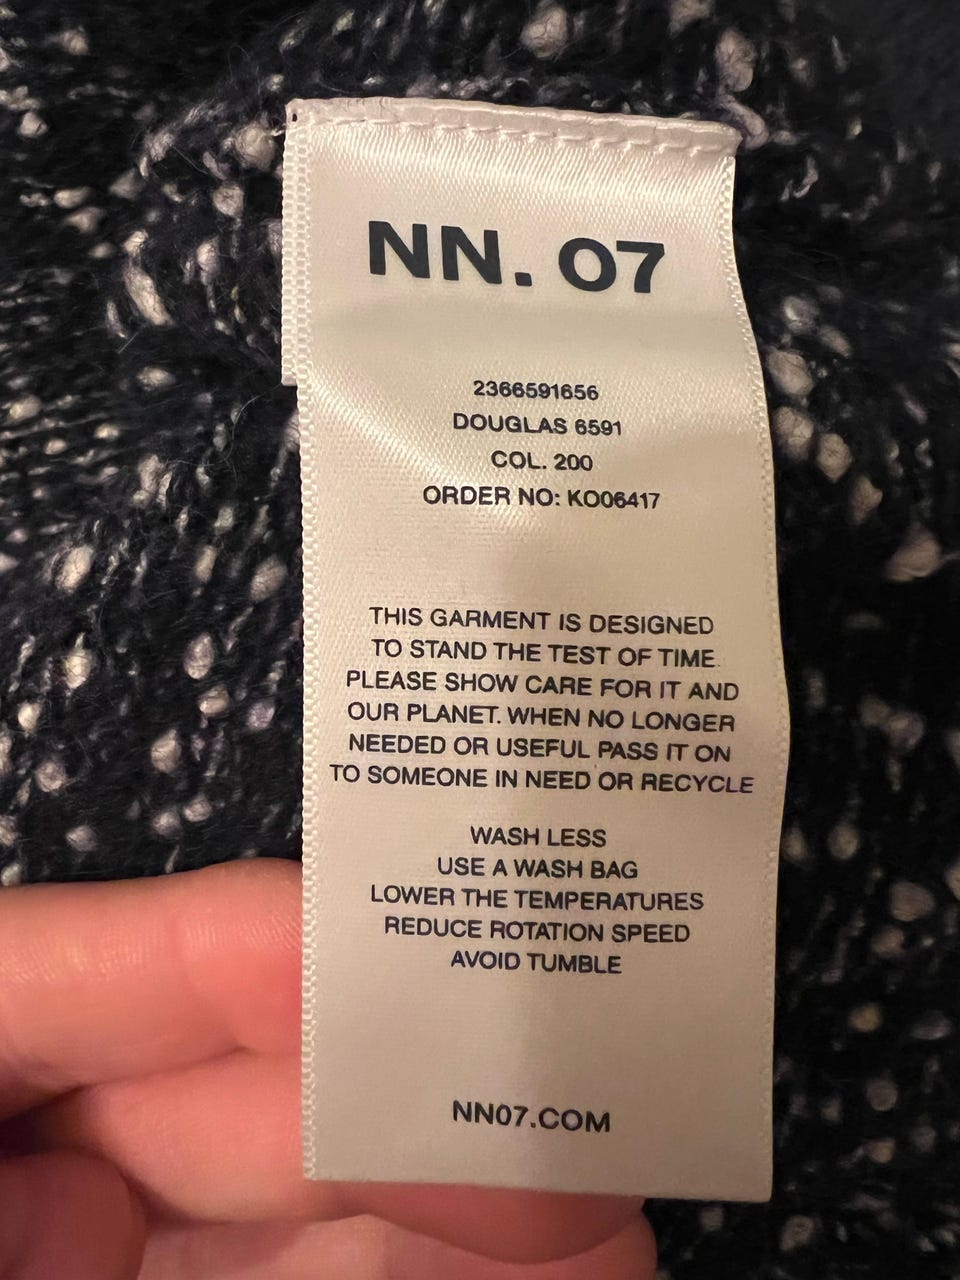 NN. 07
2366591656
DOUGLAS 6591
COL. 200
ORDER NO: KO06417
THIS GARMENT IS DESIGNED
TO STAND THE TEST OF TIME.
PLEASE SHOW CARE FOR IT AND
OUR PLANET. WHEN NO LONGER
NEEDED OR USEFUL PASS IT ON
TO SOMEONE IN NEED OR RECYCLE
WASH LESS
USE A WASH BAG
LOWER THE TEMPERATURES
REDUCE ROTATION SPEED
AVOID TUMBLE
NN07.COM